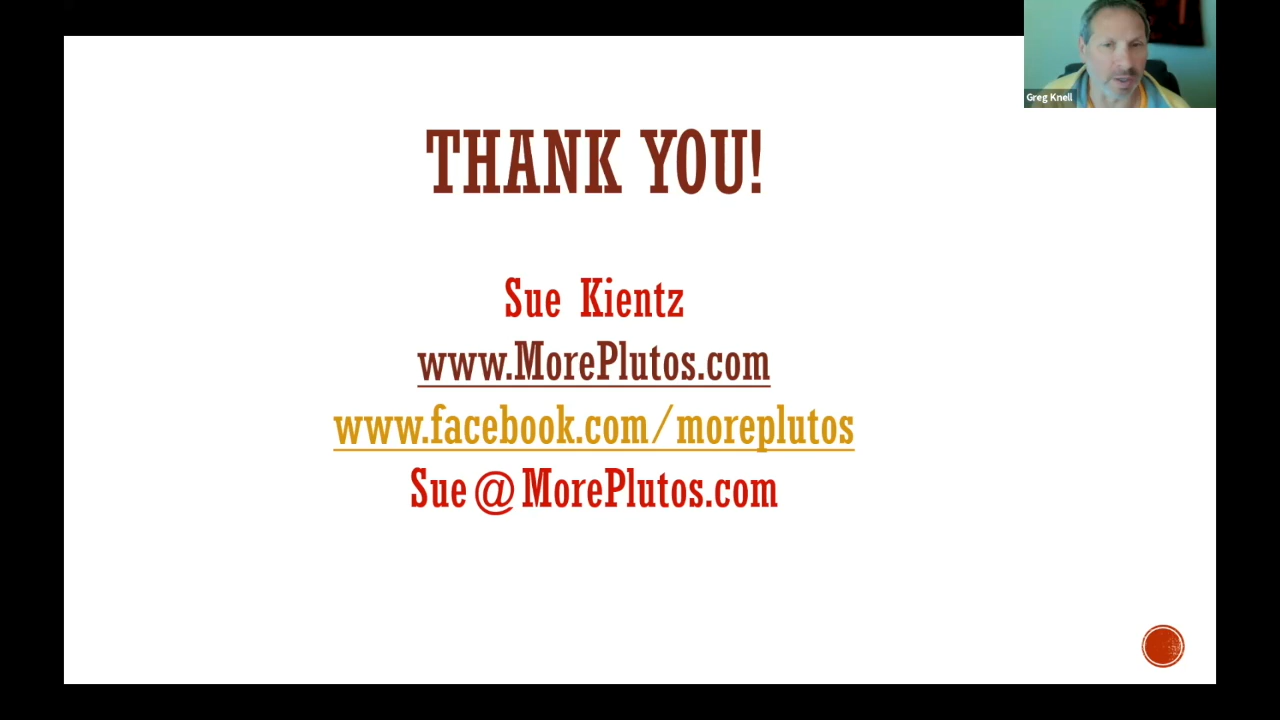 Greg Knell
THANK YOU!
Sue Kientz
www.MorePlutos.com
www.facebook.com/moreplutos
Sue@MorePlutos.com